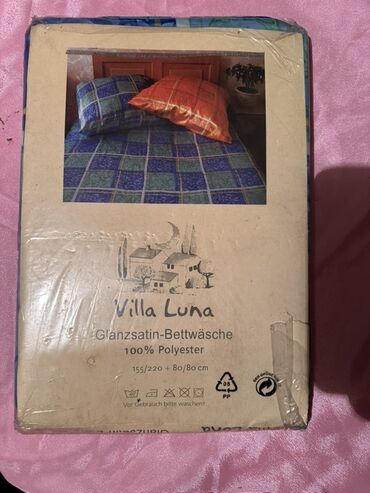 Villa Luna
Glanzsatin-Bettwäsche
100% Polyester
155/220 + 80/80 cm
05
PP
Vor Gebrauch bitte waschen!